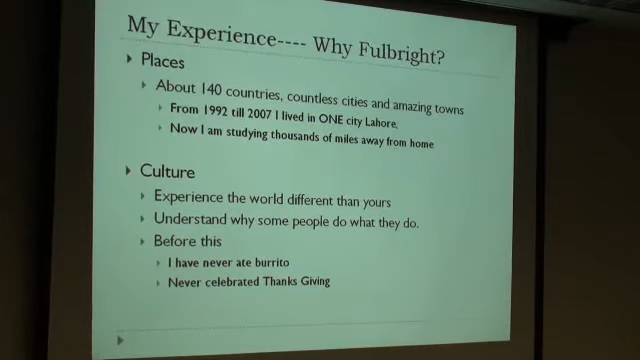 My Experience---- Why Fulbright?
Places
About 140 countries, countless cities and amazing towns
From 1992 till 2007 I lived in ONE city Lahore,
Now I am studying thousands of miles away from home
Culture
Experience the world different than yours
Understand why some people do what they do.
Before this
I have never ate burrito
Never celebrated Thanks Giving